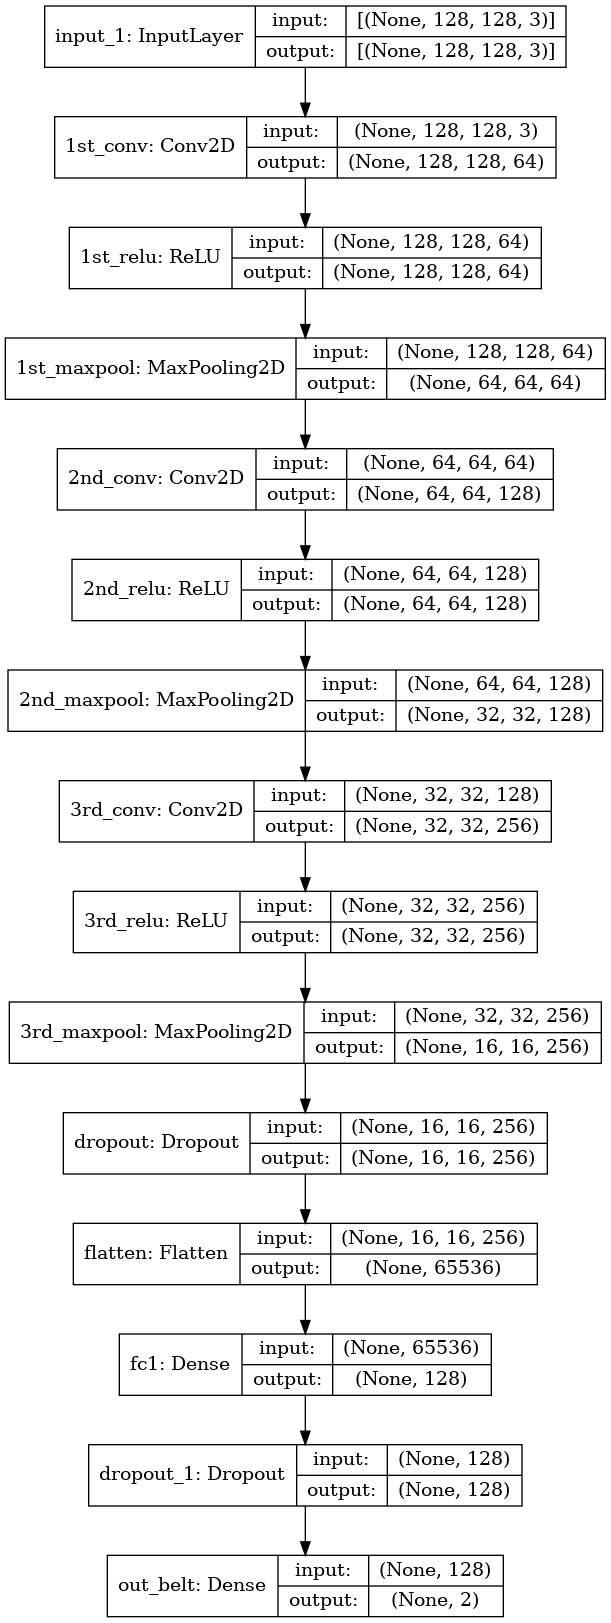 input_1: InputLayer input: [(None, 128, 128, 3)]
output: [(None, 128, 128, 3)]
1st_conv: Conv2D input: (None, 128, 128, 3)
output: (None, 128, 128, 64)
1st_relu: ReLU input: (None, 128, 128, 64)
output: (None, 128, 128, 64)
1st_maxpool: MaxPooling2D input: (None, 128, 128, 64)
output: (None, 64, 64, 64)
2nd_conv: Conv2D input: (None, 64, 64, 64)
output: (None, 64, 64, 128)
2nd_relu: ReLU input: (None, 64, 64, 128)
output: (None, 64, 64, 128)
2nd_maxpool: MaxPooling2D input: (None, 64, 64, 128)
output: (None, 32, 32, 128)
3rd_conv: Conv2D input: (None, 32, 32, 128)
output: (None, 32, 32, 256)
3rd_relu: ReLU input: (None, 32, 32, 256)
output: (None, 32, 32, 256)
3rd_maxpool: MaxPooling2D input: (None, 32, 32, 256)
output: (None, 16, 16, 256)
dropout: Dropout input: (None, 16, 16, 256)
output: (None, 16, 16, 256)
flatten: Flatten input: (None, 16, 16, 256)
output: (None, 65536)
fc1: Dense input: (None, 65536)
output: (None, 128)
dropout_1: Dropout input: (None, 128)
output: (None, 128)
out_belt: Dense input: (None, 128)
output: (None, 2)